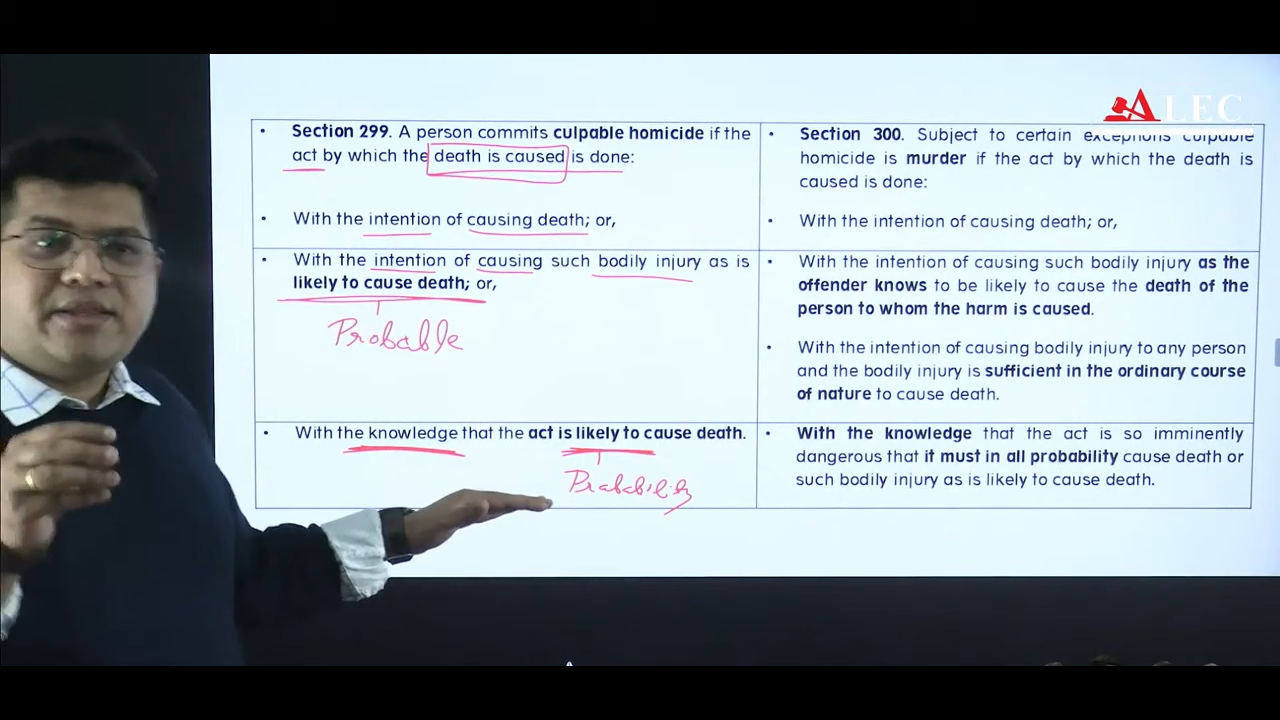 ALEC
• Section 299. A person commits culpable homicide if the
act by which the death is caused is done:
• With the intention of causing death; or,
• With the intention of causing such bodily injury as is
likely to cause death; or,
Probable
• With the knowledge that the act is likely to cause death.
Probability
• Section 300. Subject to certain exceptions culpable
homicide is murder if the act by which the death is
caused is done:
• With the intention of causing death; or,
• With the intention of causing such bodily injury as the
offender knows to be likely to cause the death of the
person to whom the harm is caused.
• With the intention of causing bodily injury to any person
and the bodily injury is sufficient in the ordinary course
of nature to cause death.
• With the knowledge that the act is so imminently
dangerous that it must in all probability cause death or
such bodily injury as is likely to cause death.